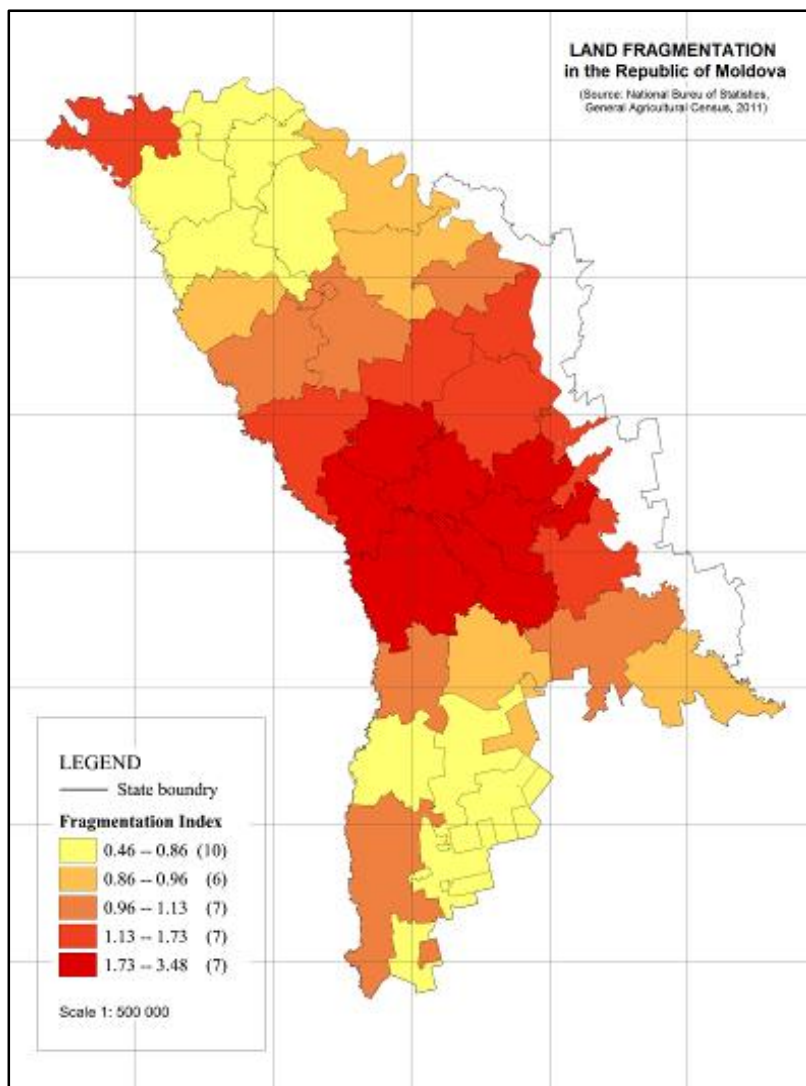 LAND FRAGMENTATION
in the Republic of Moldova
(Source: National Bureu of Statistics,
General Agricultural Census, 2011)
LEGEND
State boundry
Fragmentation Index
0.46 -- 0.86 (10)
0.86 -- 0.96 (6)
0.96 -- 1.13 (7)
1.13 -- 1.73 (7)
1.73 -- 3.48 (7)
Scale 1: 500 000